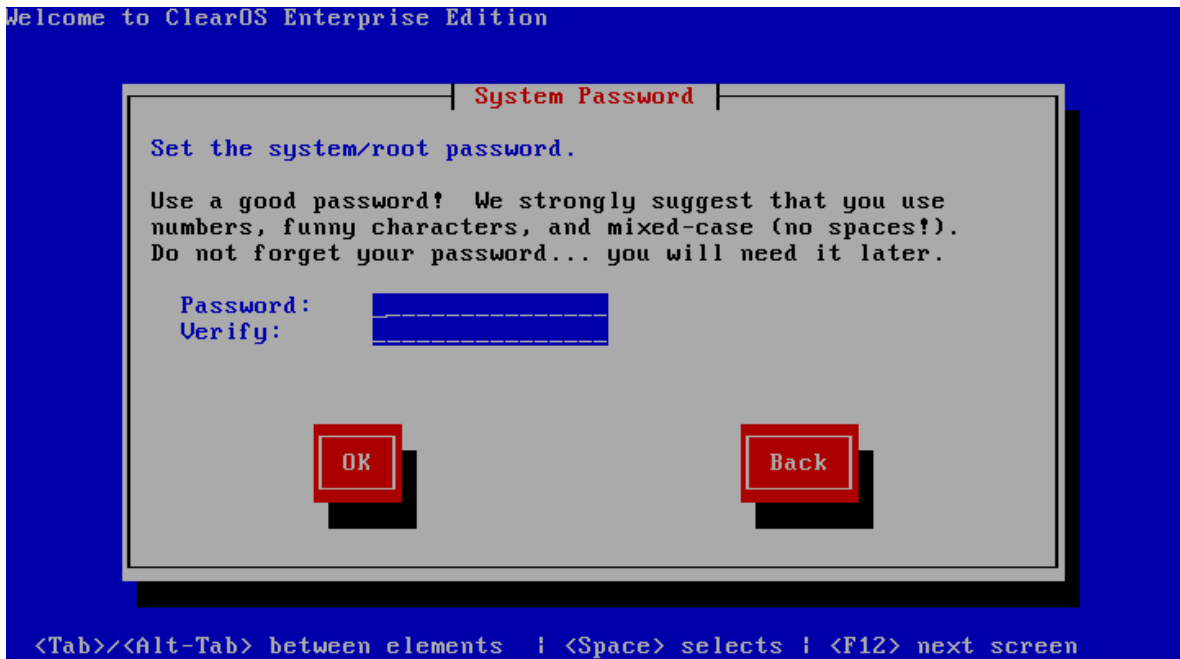 Welcome to ClearOS Enterprise Edition
System Password
Set the system/root password.
Use a good password!  We strongly suggest that you use
numbers, funny characters, and mixed-case (no spaces!).
Do not forget your password... you will need it later.
Password:
Verify:
OK
Back
<Tab>/<Alt-Tab> between elements  | <Space> selects | <F12> next screen